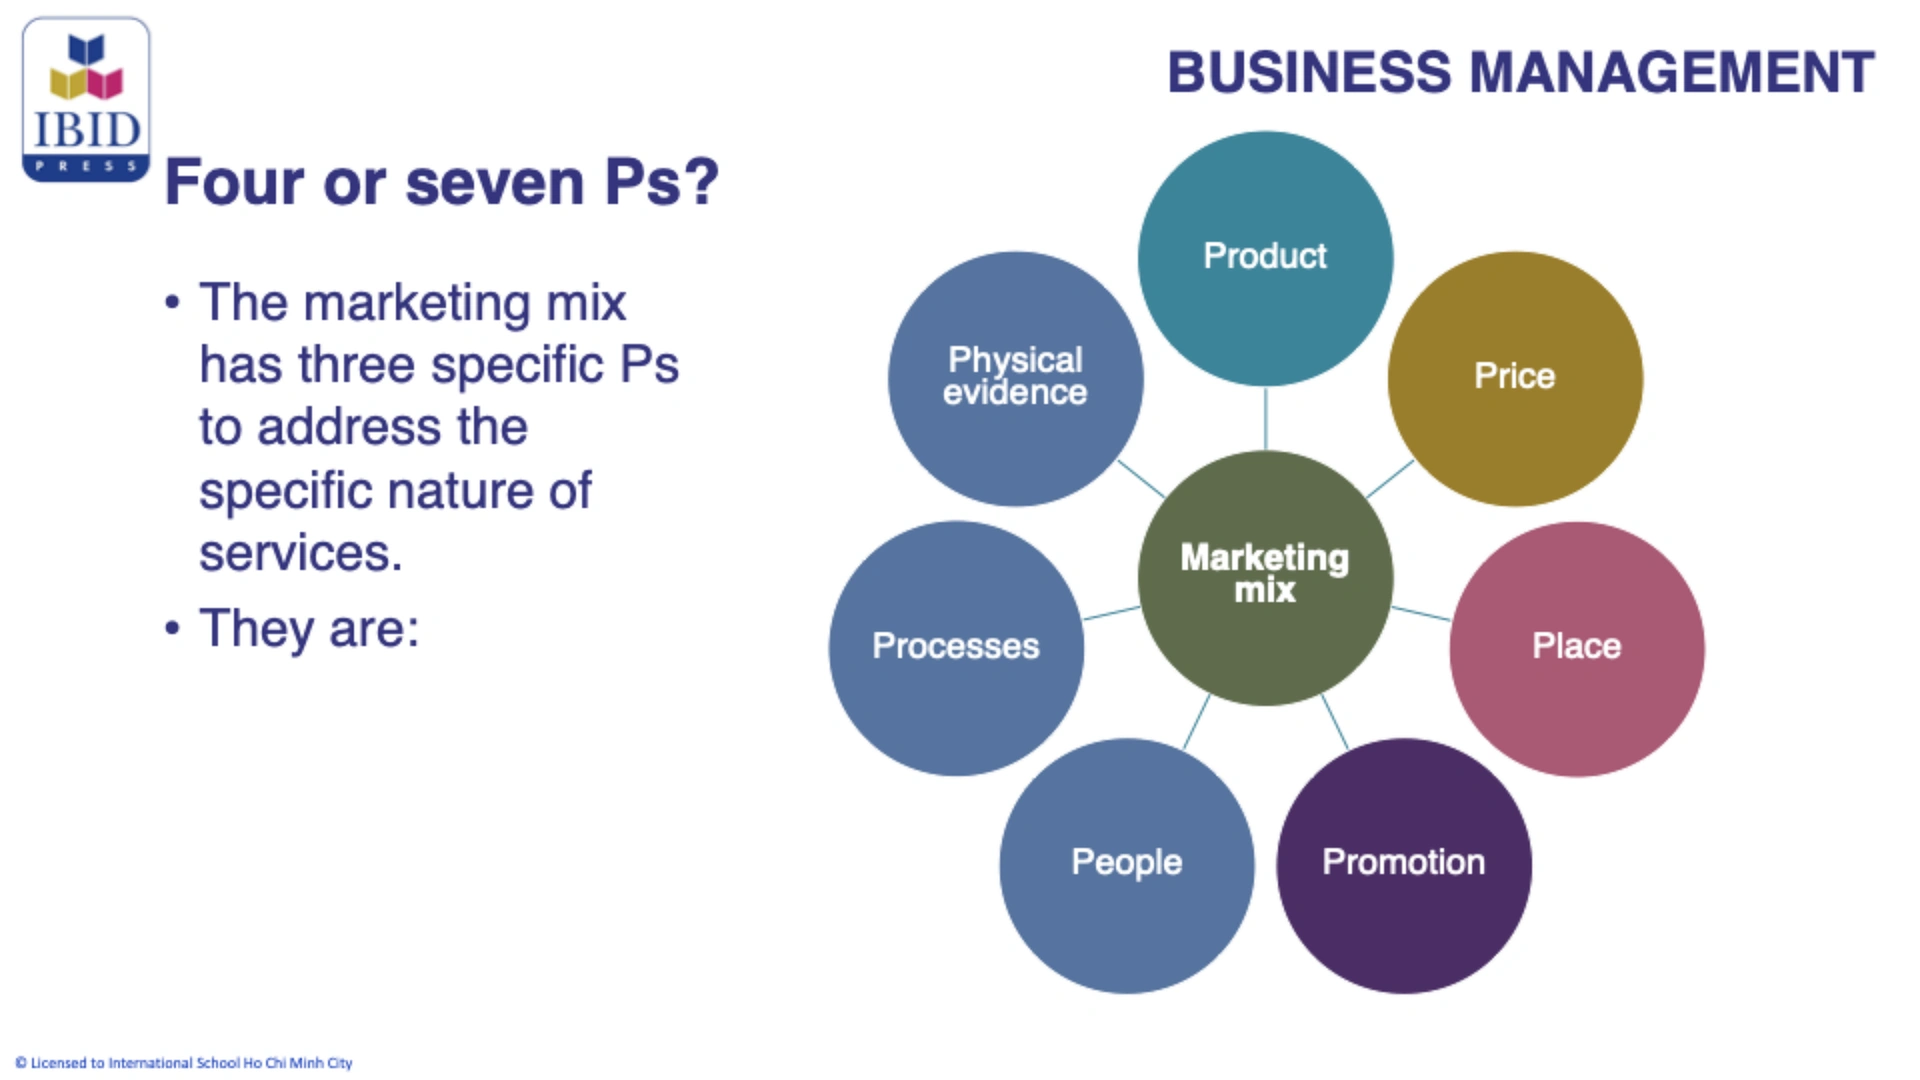 IBID
PRESS
BUSINESS MANAGEMENT
Four or seven Ps?
• The marketing mix
has three specific Ps
to address the
specific nature of
services.
• They are:
Product
Price
Place
Promotion
People
Processes
Physical
evidence
Marketing
mix
© Licensed to International School Ho Chi Minh City